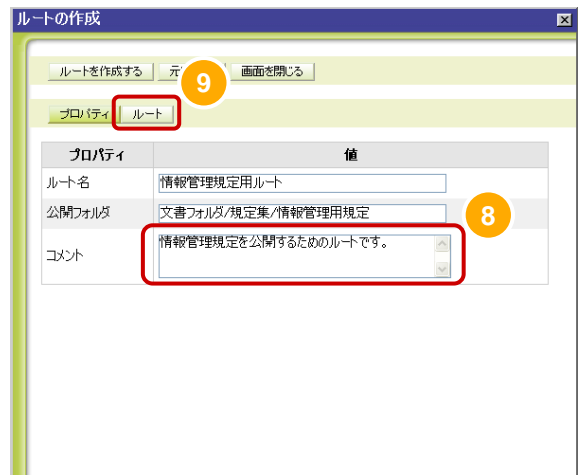 ルートの作成
ルートを作成する 元 画面を閉じる
9
プロパティ ルート
プロパティ 値
ルート名 情報管理規定用ルート
公開フォルダ 文書フォルダ/規定集/情報管理用規定
8
コメント 情報管理規定を公開するためのルートです。